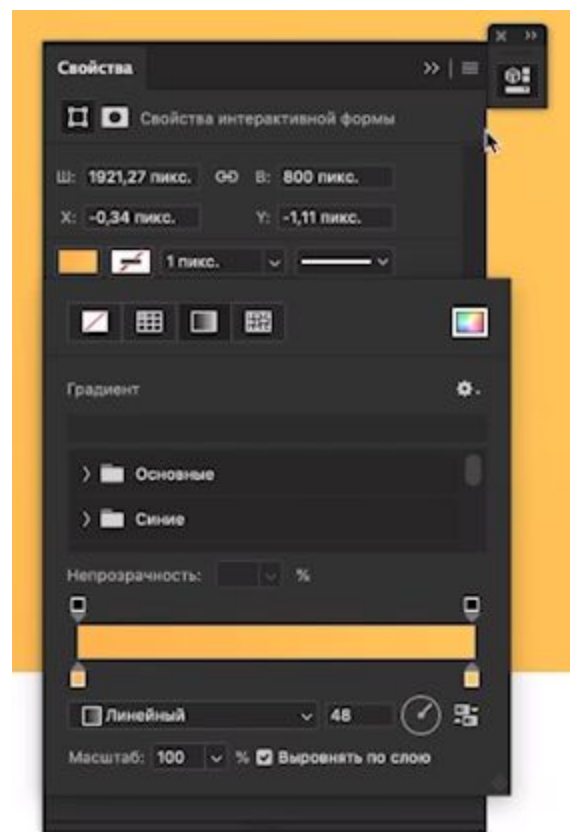 Свойства
Свойства интерактивной формы
Ш: 1921,27 пикс. В: 800 пикс.
X: -0,34 пикс. Y: -1,11 пикс.
1 пикс.
Градиент
Основные
Синие
Непрозрачность: %
Линейный 48
Масштаб: 100 % Выровнять по слою